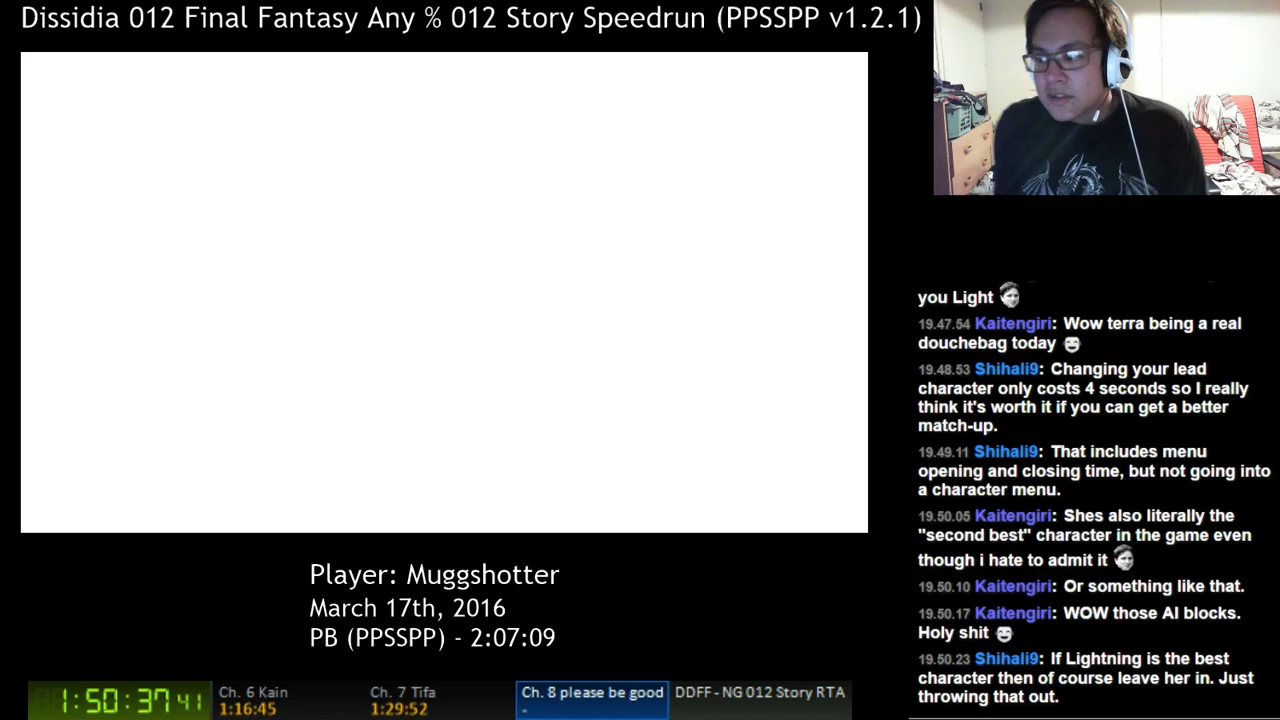 Dissidia 012 Final Fantasy Any % 012 Story Speedrun (PPSSPP v1.2.1)
you Light
19.47.54 Kaitengiri: Wow terra being a real
douchebag today
19.48.53 Shihali9: Changing your lead
character only costs 4 seconds so I really
think it's worth it if you can get a better
match-up.
19.49.11 Shihali9: That includes menu
opening and closing time, but not going into
a character menu.
19.50.05 Kaitengiri: Shes also literally the
"second best" character in the game even
though i hate to admit it
19.50.10 Kaitengiri: Or something like that.
19.50.17 Kaitengiri: WOW those AI blocks.
Holy shit
19.50.23 Shihali9: If Lightning is the best
character then of course leave her in. Just
throwing that out.
Player: Muggshotter
March 17th, 2016
PB (PPSSPP) - 2:07:09
1:50:37 41
Ch. 6 Kain
1:16:45
Ch. 7 Tifa
1:29:52
Ch. 8 please be good
-
DDFF - NG 012 Story RTA